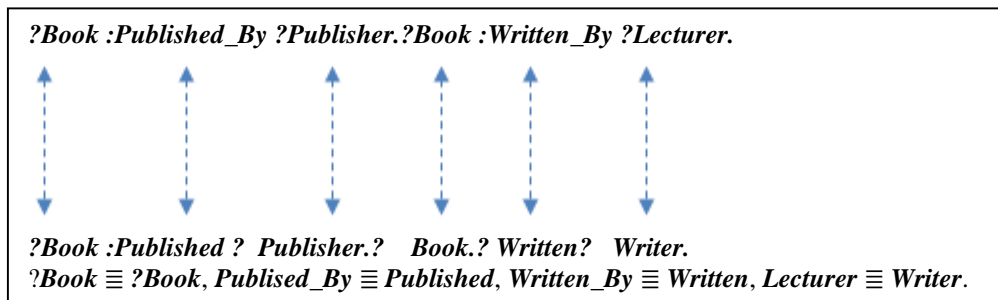 ?Book :Published_By ?Publisher.?Book :Written_By ?Lecturer.
?Book :Published ? Publisher.? Book.? Written? Writer.
?Book ≡ ?Book, Publised_By ≡ Published, Written_By ≡ Written, Lecturer ≡ Writer.